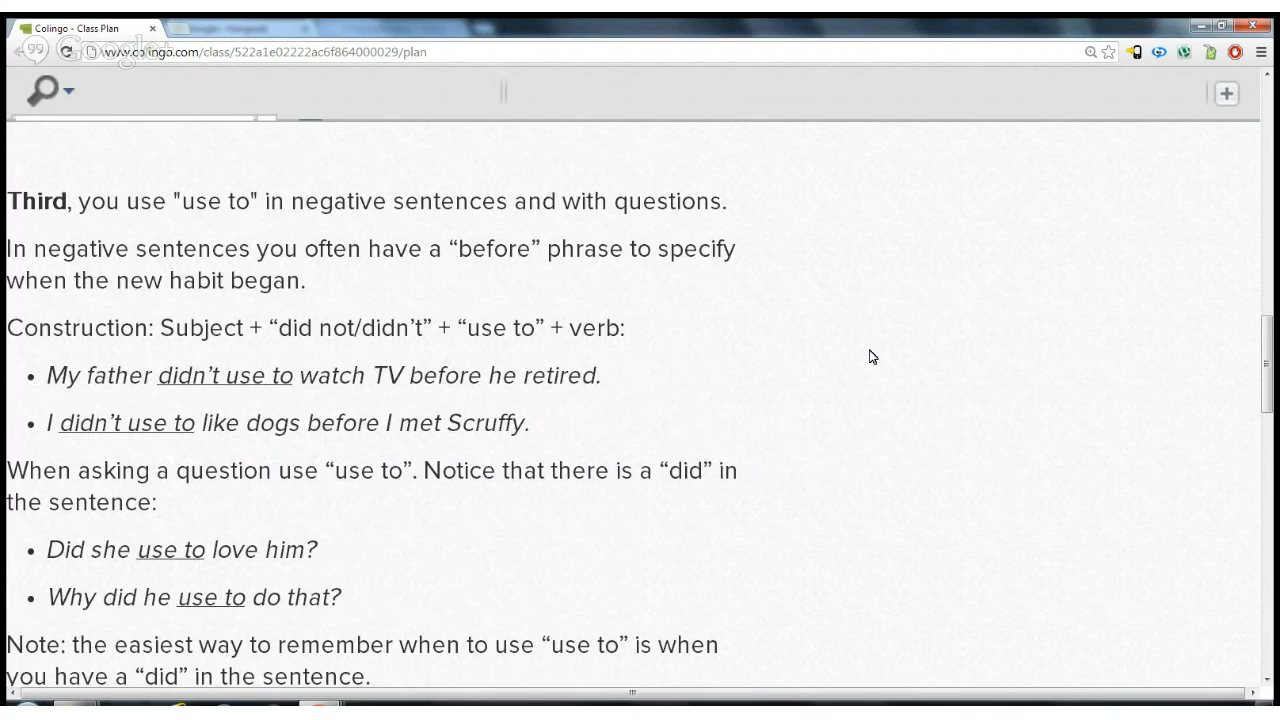 Colingo - Class Plan
Google+
www.colingo.com/class/522a1e02222ac6f864000029/plan
Third, you use "use to" in negative sentences and with questions.
In negative sentences you often have a “before” phrase to specify
when the new habit began.
Construction: Subject + “did not/didn’t” + “use to” + verb:
• My father didn’t use to watch TV before he retired.
• I didn’t use to like dogs before I met Scruffy.
When asking a question use “use to”. Notice that there is a “did” in
the sentence:
• Did she use to love him?
• Why did he use to do that?
Note: the easiest way to remember when to use “use to” is when
you have a “did” in the sentence.